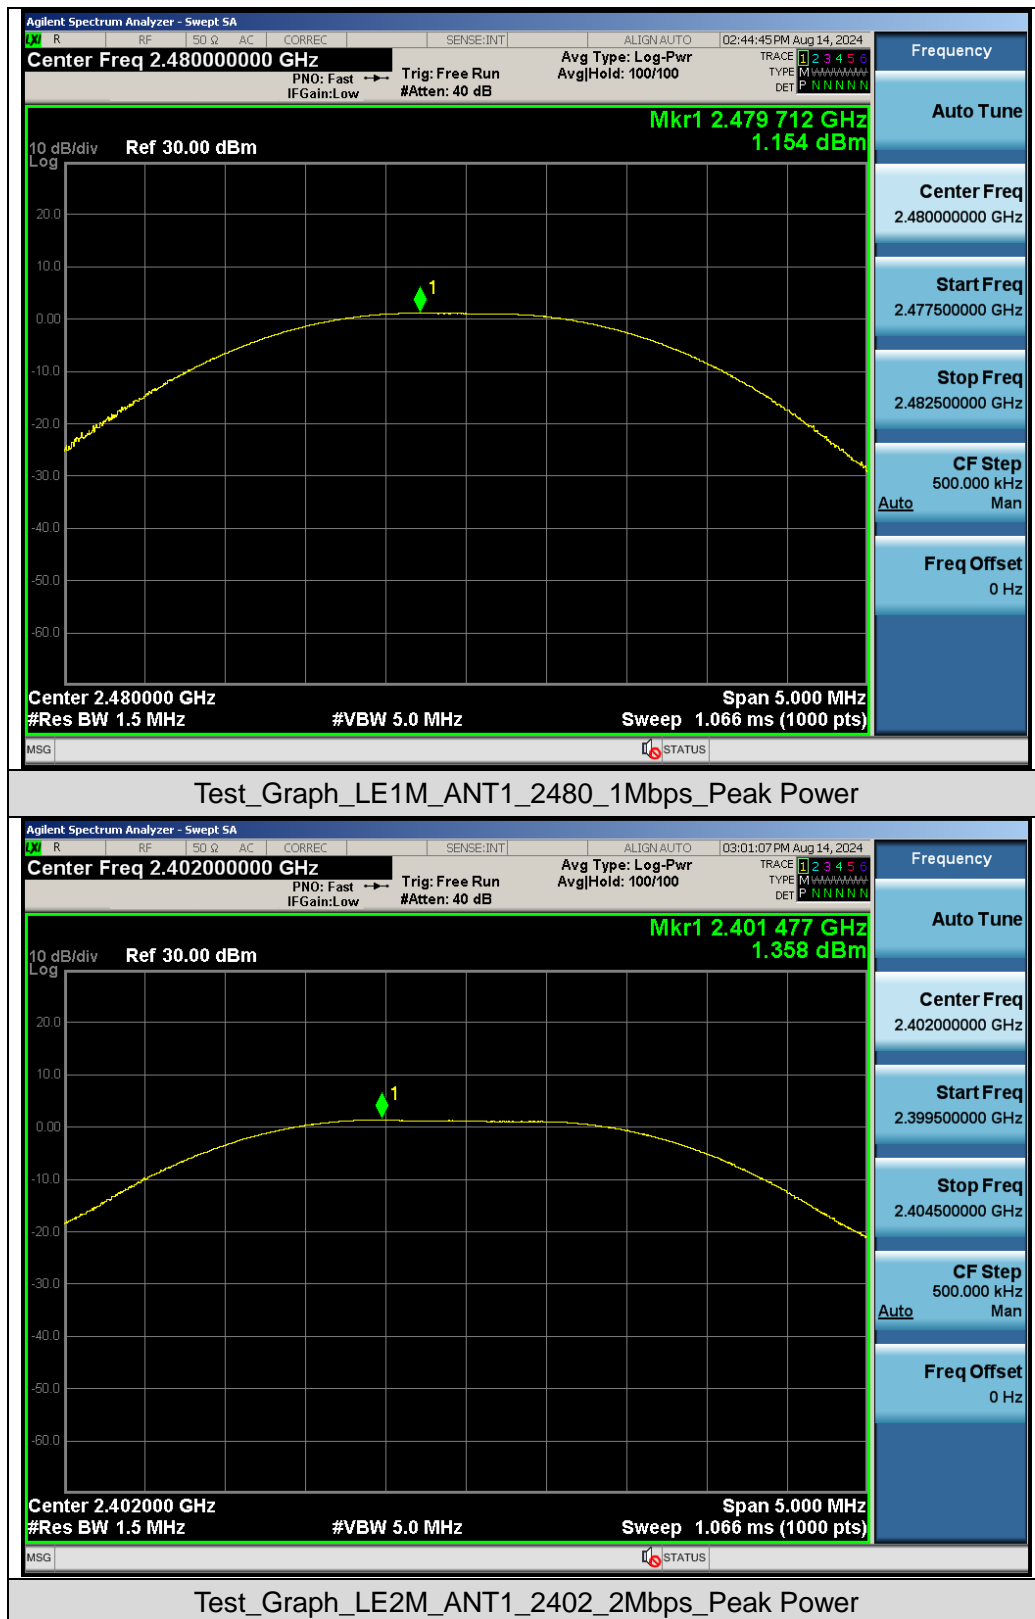 Agilent Spectrum Analyzer - Swept SA
LXI R RF 50 Ω AC CORREC SENSE:INT ALIGN AUTO 02:44:45 PM Aug 14, 2024
Center Freq 2.480000000 GHz
PNO: Fast
IFGain:Low
Trig: Free Run
#Atten: 40 dB
Avg Type: Log-Pwr
Avg|Hold: 100/100
TRACE 1 2 3 4 5 6
TYPE M
DET P N N N N N
Mkr1 2.479 712 GHz
1.154 dBm
10 dB/div
Log
Ref 30.00 dBm
20.0
10.0
1
0.00
-10.0
-20.0
-30.0
-40.0
-50.0
-60.0
Center 2.480000 GHz
Span 5.000 MHz
#Res BW 1.5 MHz
#VBW 5.0 MHz
Sweep 1.066 ms (1000 pts)
MSG
STATUS
Frequency
Auto Tune
Center Freq
2.480000000 GHz
Start Freq
2.477500000 GHz
Stop Freq
2.482500000 GHz
CF Step
500.000 kHz
Auto Man
Freq Offset
0 Hz
Test_Graph_LE1M_ANT1_2480_1Mbps_Peak Power
Agilent Spectrum Analyzer - Swept SA
LXI R RF 50 Ω AC CORREC SENSE:INT ALIGN AUTO 03:01:07 PM Aug 14, 2024
Center Freq 2.402000000 GHz
PNO: Fast
IFGain:Low
Trig: Free Run
#Atten: 40 dB
Avg Type: Log-Pwr
Avg|Hold: 100/100
TRACE 1 2 3 4 5 6
TYPE M
DET P N N N N N
Mkr1 2.401 477 GHz
1.358 dBm
10 dB/div
Log
Ref 30.00 dBm
20.0
10.0
1
0.00
-10.0
-20.0
-30.0
-40.0
-50.0
-60.0
Center 2.402000 GHz
Span 5.000 MHz
#Res BW 1.5 MHz
#VBW 5.0 MHz
Sweep 1.066 ms (1000 pts)
MSG
STATUS
Frequency
Auto Tune
Center Freq
2.402000000 GHz
Start Freq
2.399500000 GHz
Stop Freq
2.404500000 GHz
CF Step
500.000 kHz
Auto Man
Freq Offset
0 Hz
Test_Graph_LE2M_ANT1_2402_2Mbps_Peak Power